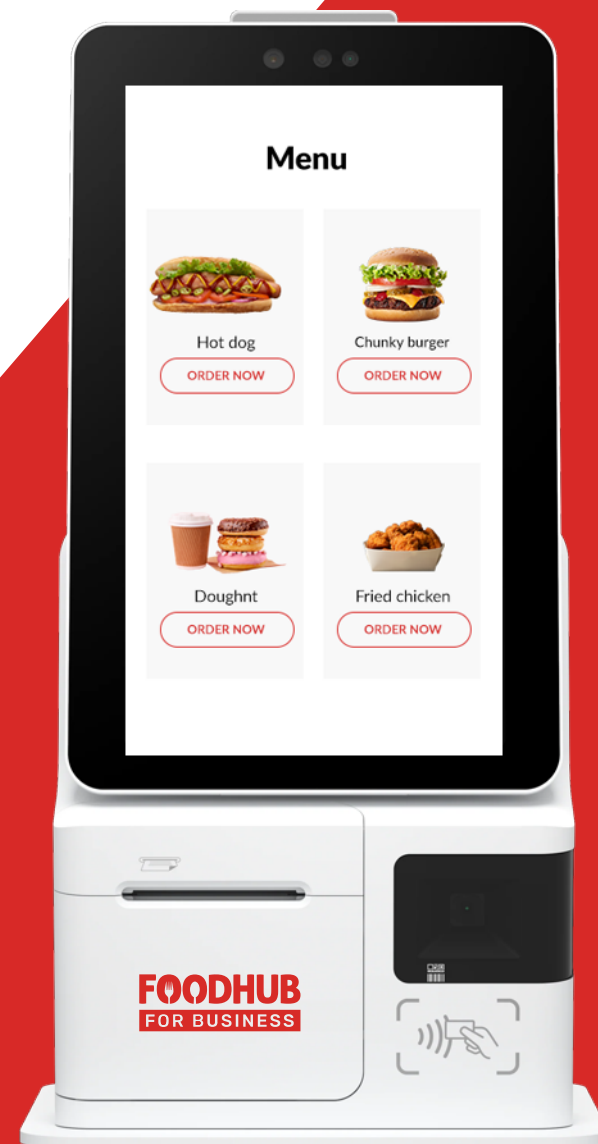 Menu
Hot dog
Chunky burger
ORDER NOW
ORDER NOW
Doughnt
Fried chicken
ORDER NOW
ORDER NOW
FOODHUB
FOR BUSINESS